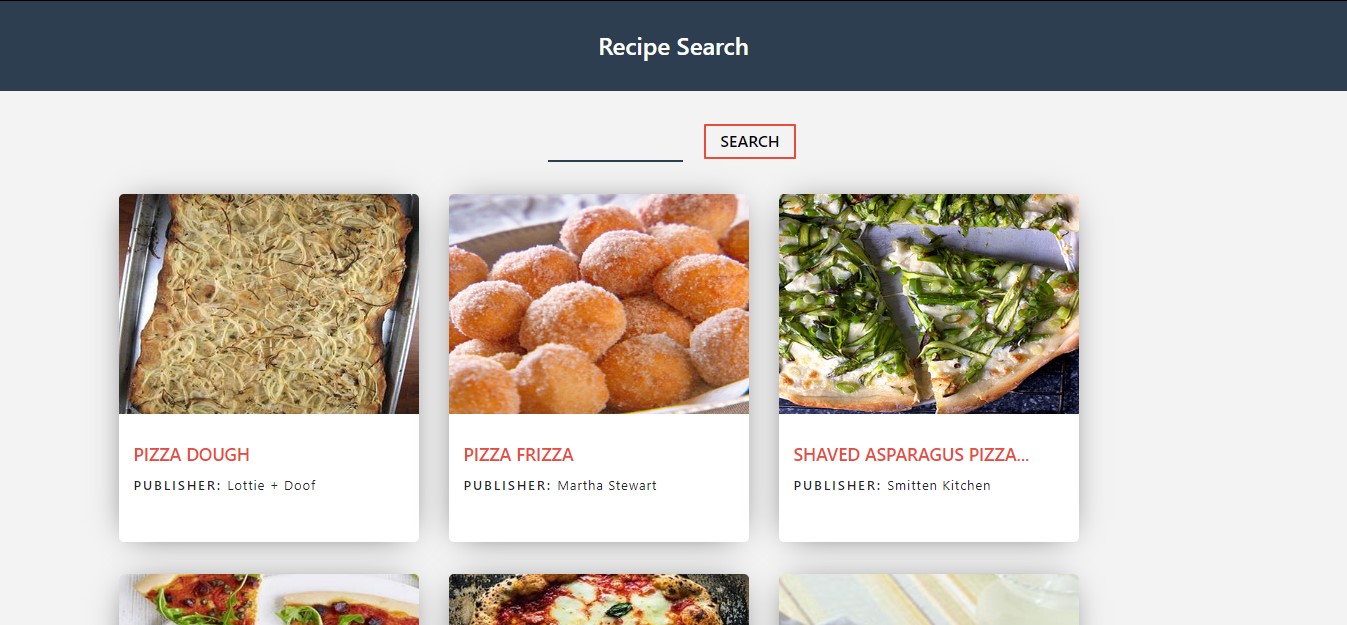 Recipe Search
SEARCH
PIZZA DOUGH
PUBLISHER: Lottie + Doof
PIZZA FRIZZA
PUBLISHER: Martha Stewart
SHAVED ASPARAGUS PIZZA...
PUBLISHER: Smitten Kitchen